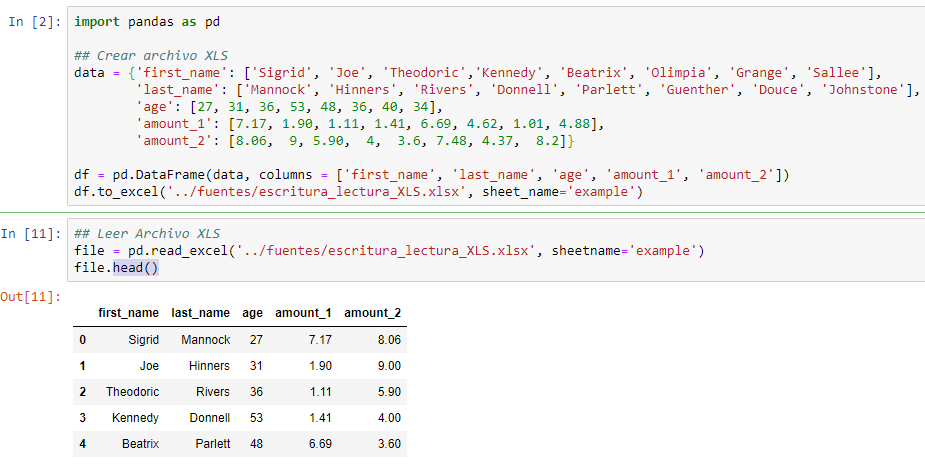 In [2]: import pandas as pd
## Crear archivo XLS
data = {'first_name': ['Sigrid', 'Joe', 'Theodoric','Kennedy', 'Beatrix', 'Olimpia', 'Grange', 'Sallee'],
'last_name': ['Mannock', 'Hinners', 'Rivers', 'Donnell', 'Parlett', 'Guenther', 'Douce', 'Johnstone'],
'age': [27, 31, 36, 53, 48, 36, 40, 34],
'amount_1': [7.17, 1.90, 1.11, 1.41, 6.69, 4.62, 1.01, 4.88],
'amount_2': [8.06,  9, 5.90,  4,  3.6, 7.48, 4.37,  8.2]}
df = pd.DataFrame(data, columns = ['first_name', 'last_name', 'age', 'amount_1', 'amount_2'])
df.to_excel('../fuentes/escritura_lectura_XLS.xlsx', sheet_name='example')
In [11]: ## Leer Archivo XLS
file = pd.read_excel('../fuentes/escritura_lectura_XLS.xlsx', sheetname='example')
file.head()
Out[11]:
first_name last_name age amount_1 amount_2
0 Sigrid Mannock 27 7.17 8.06
1 Joe Hinners 31 1.90 9.00
2 Theodoric Rivers 36 1.11 5.90
3 Kennedy Donnell 53 1.41 4.00
4 Beatrix Parlett 48 6.69 3.60